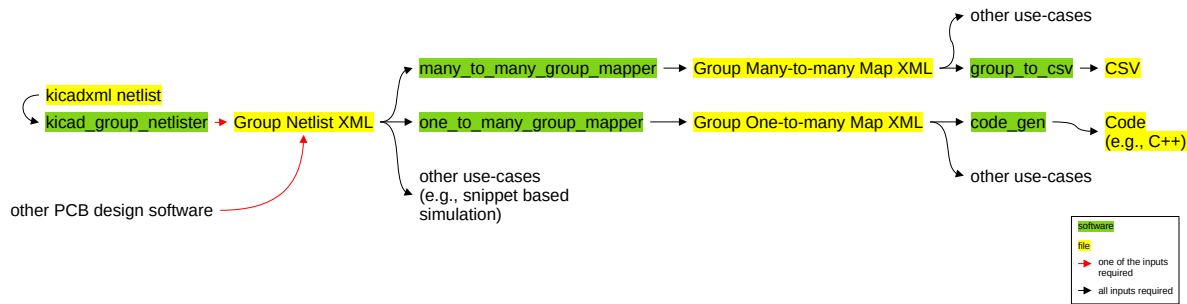 other use-cases
many_to_many_group_mapper
Group Many-to-many Map XML
group_to_csv
CSV
kicadxml netlist
kicad_group_netlister
Group Netlist XML
one_to_many_group_mapper
Group One-to-many Map XML
code_gen
Code
(e.g., C++)
other use-cases
(e.g., snippet based
simulation)
other use-cases
other PCB design software
software
file
one of the inputs
required
all inputs required